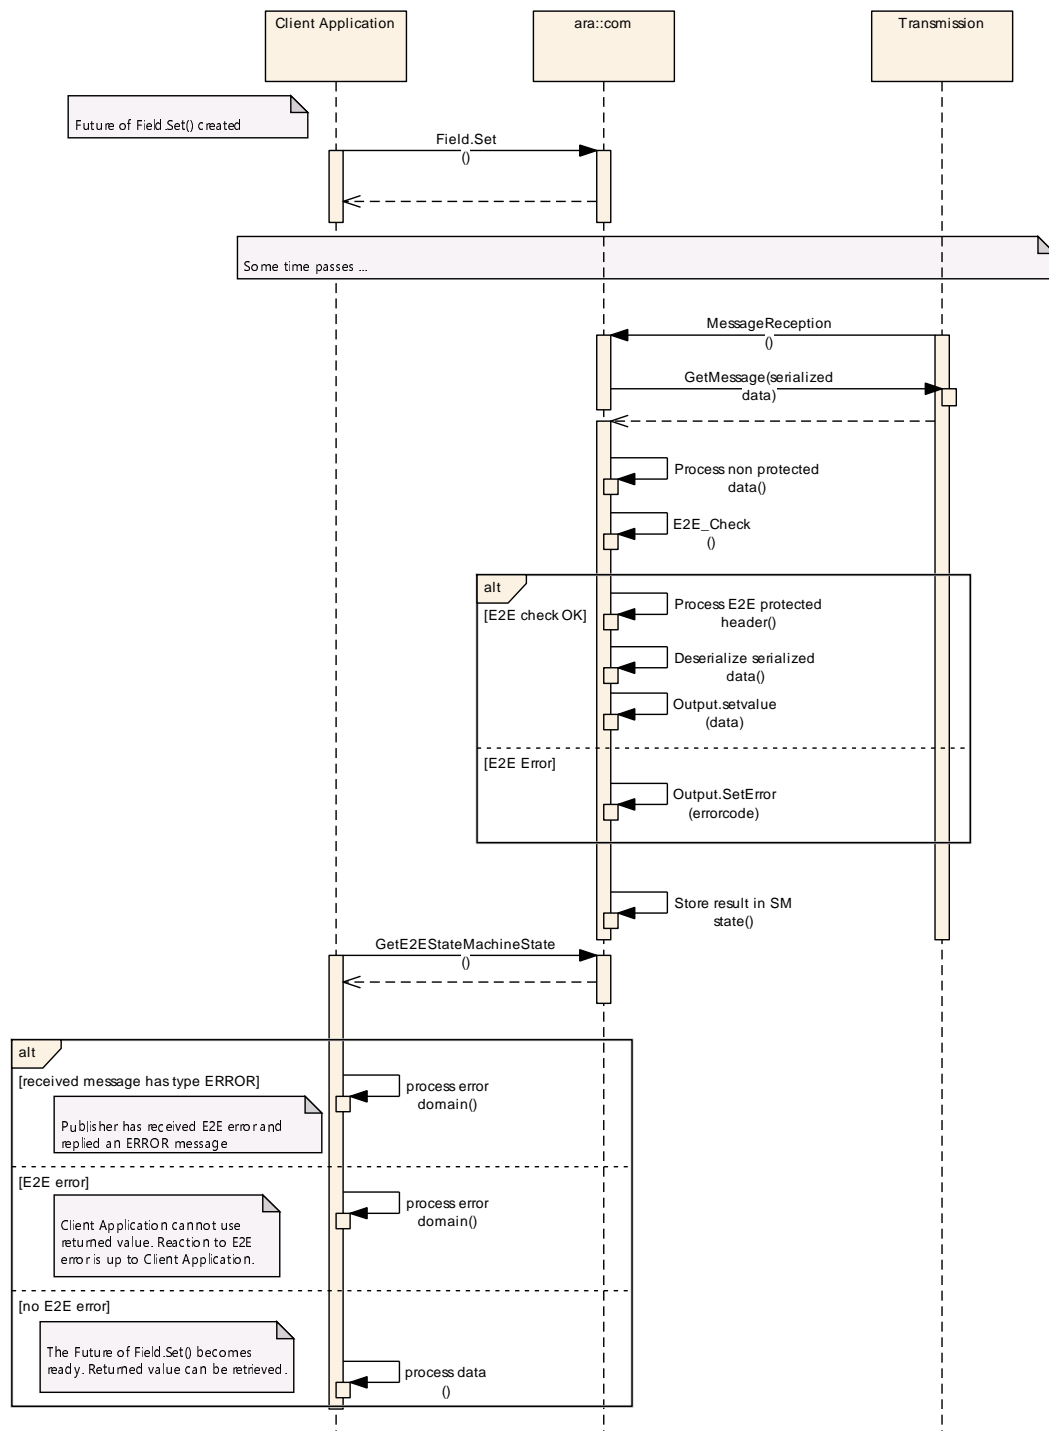 Client Application
ara::com
Transmission
Future of Field.Set() created
Field.Set
()
Some time passes ...
MessageReception
()
GetMessage(serialized
data)
Process non protected
data()
E2E_Check
()
alt
[E2E check OK]
Process E2E protected
header()
Deserialize serialized
data()
Output.setvalue
(data)
[E2E Error]
Output.SetError
(errorcode)
Store result in SM
state()
GetE2EStateMachineState
()
alt
[received message has type ERROR]
process error
domain()
Publisher has received E2E error and
replied an ERROR message
[E2E error]
process error
domain()
Client Application cannot use
returned value. Reaction to E2E
error is up to Client Application.
[no E2E error]
The Future of Field.Set() becomes
ready. Returned value can be retrieved.
process data
()